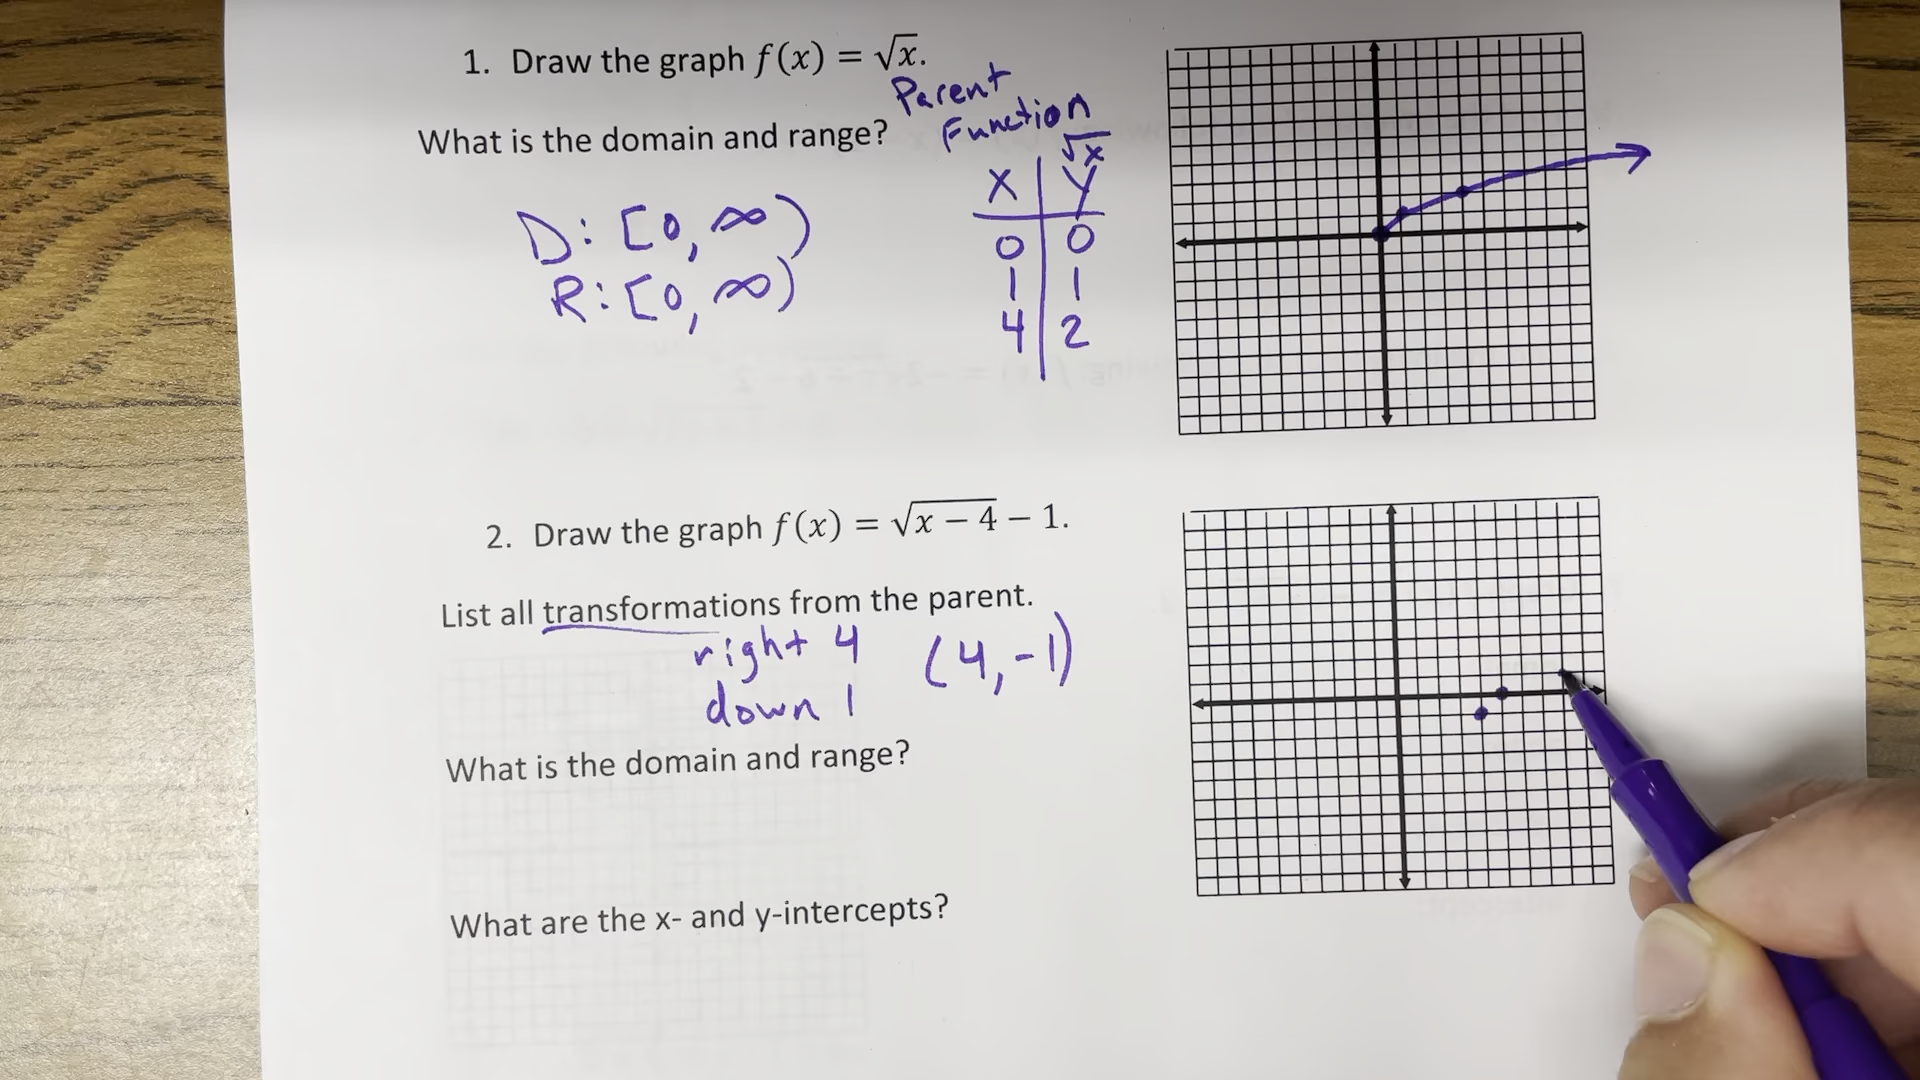 1. Draw the graph f(x) = √x.
Parent
Function
What is the domain and range?
√x
X Y
D: [0, ∞)
0 0
R: [0, ∞)
1 1
4 2
2. Draw the graph f(x) = √x − 4 − 1.
List all transformations from the parent.
right 4 (4, -1)
down 1
What is the domain and range?
What are the x- and y-intercepts?